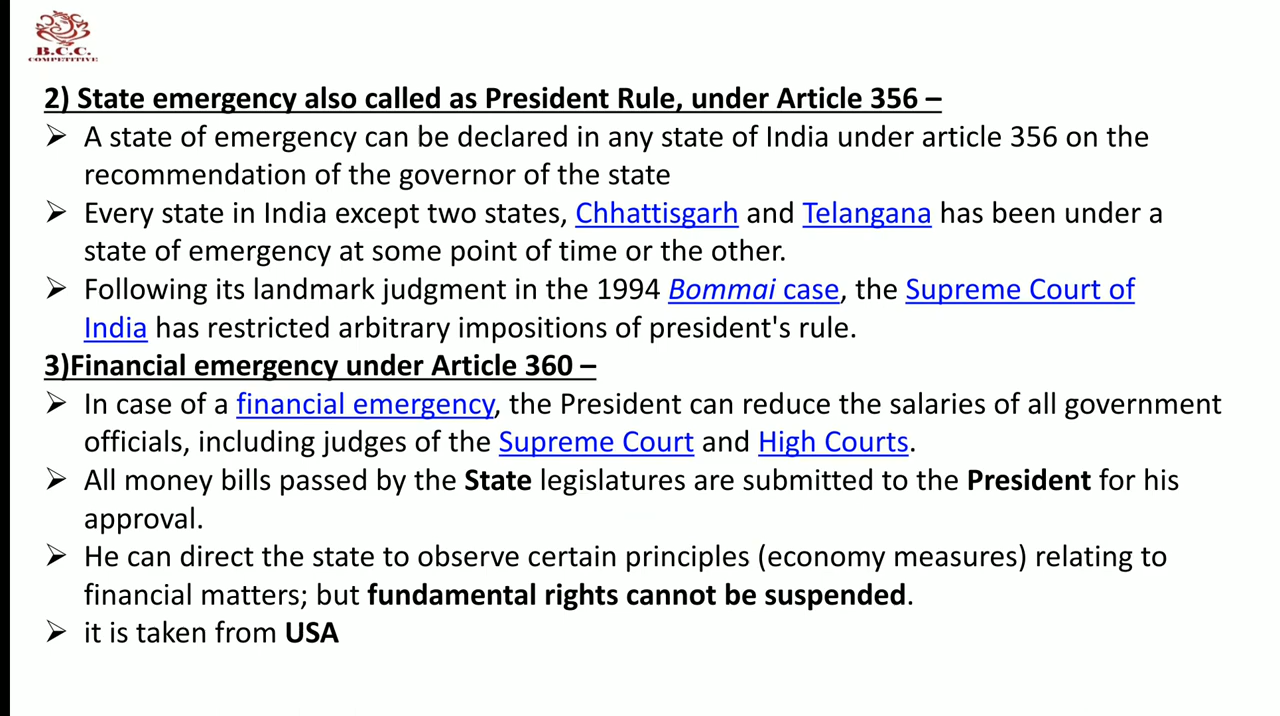 B.C.C.
COMPETITIVE
2) State emergency also called as President Rule, under Article 356 –
➢ A state of emergency can be declared in any state of India under article 356 on the
recommendation of the governor of the state
➢ Every state in India except two states, Chhattisgarh and Telangana has been under a
state of emergency at some point of time or the other.
➢ Following its landmark judgment in the 1994 Bommai case, the Supreme Court of
India has restricted arbitrary impositions of president's rule.
3)Financial emergency under Article 360 –
➢ In case of a financial emergency, the President can reduce the salaries of all government
officials, including judges of the Supreme Court and High Courts.
➢ All money bills passed by the State legislatures are submitted to the President for his
approval.
➢ He can direct the state to observe certain principles (economy measures) relating to
financial matters; but fundamental rights cannot be suspended.
➢ it is taken from USA